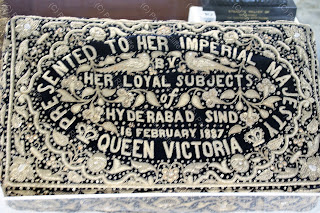 PRESENTED TO HER IMPERIAL MAJESTY
BY
HER LOYAL SUBJECTS
of
HYDERABAD SIND
16 FEBRUARY 1887.
QUEEN VICTORIA